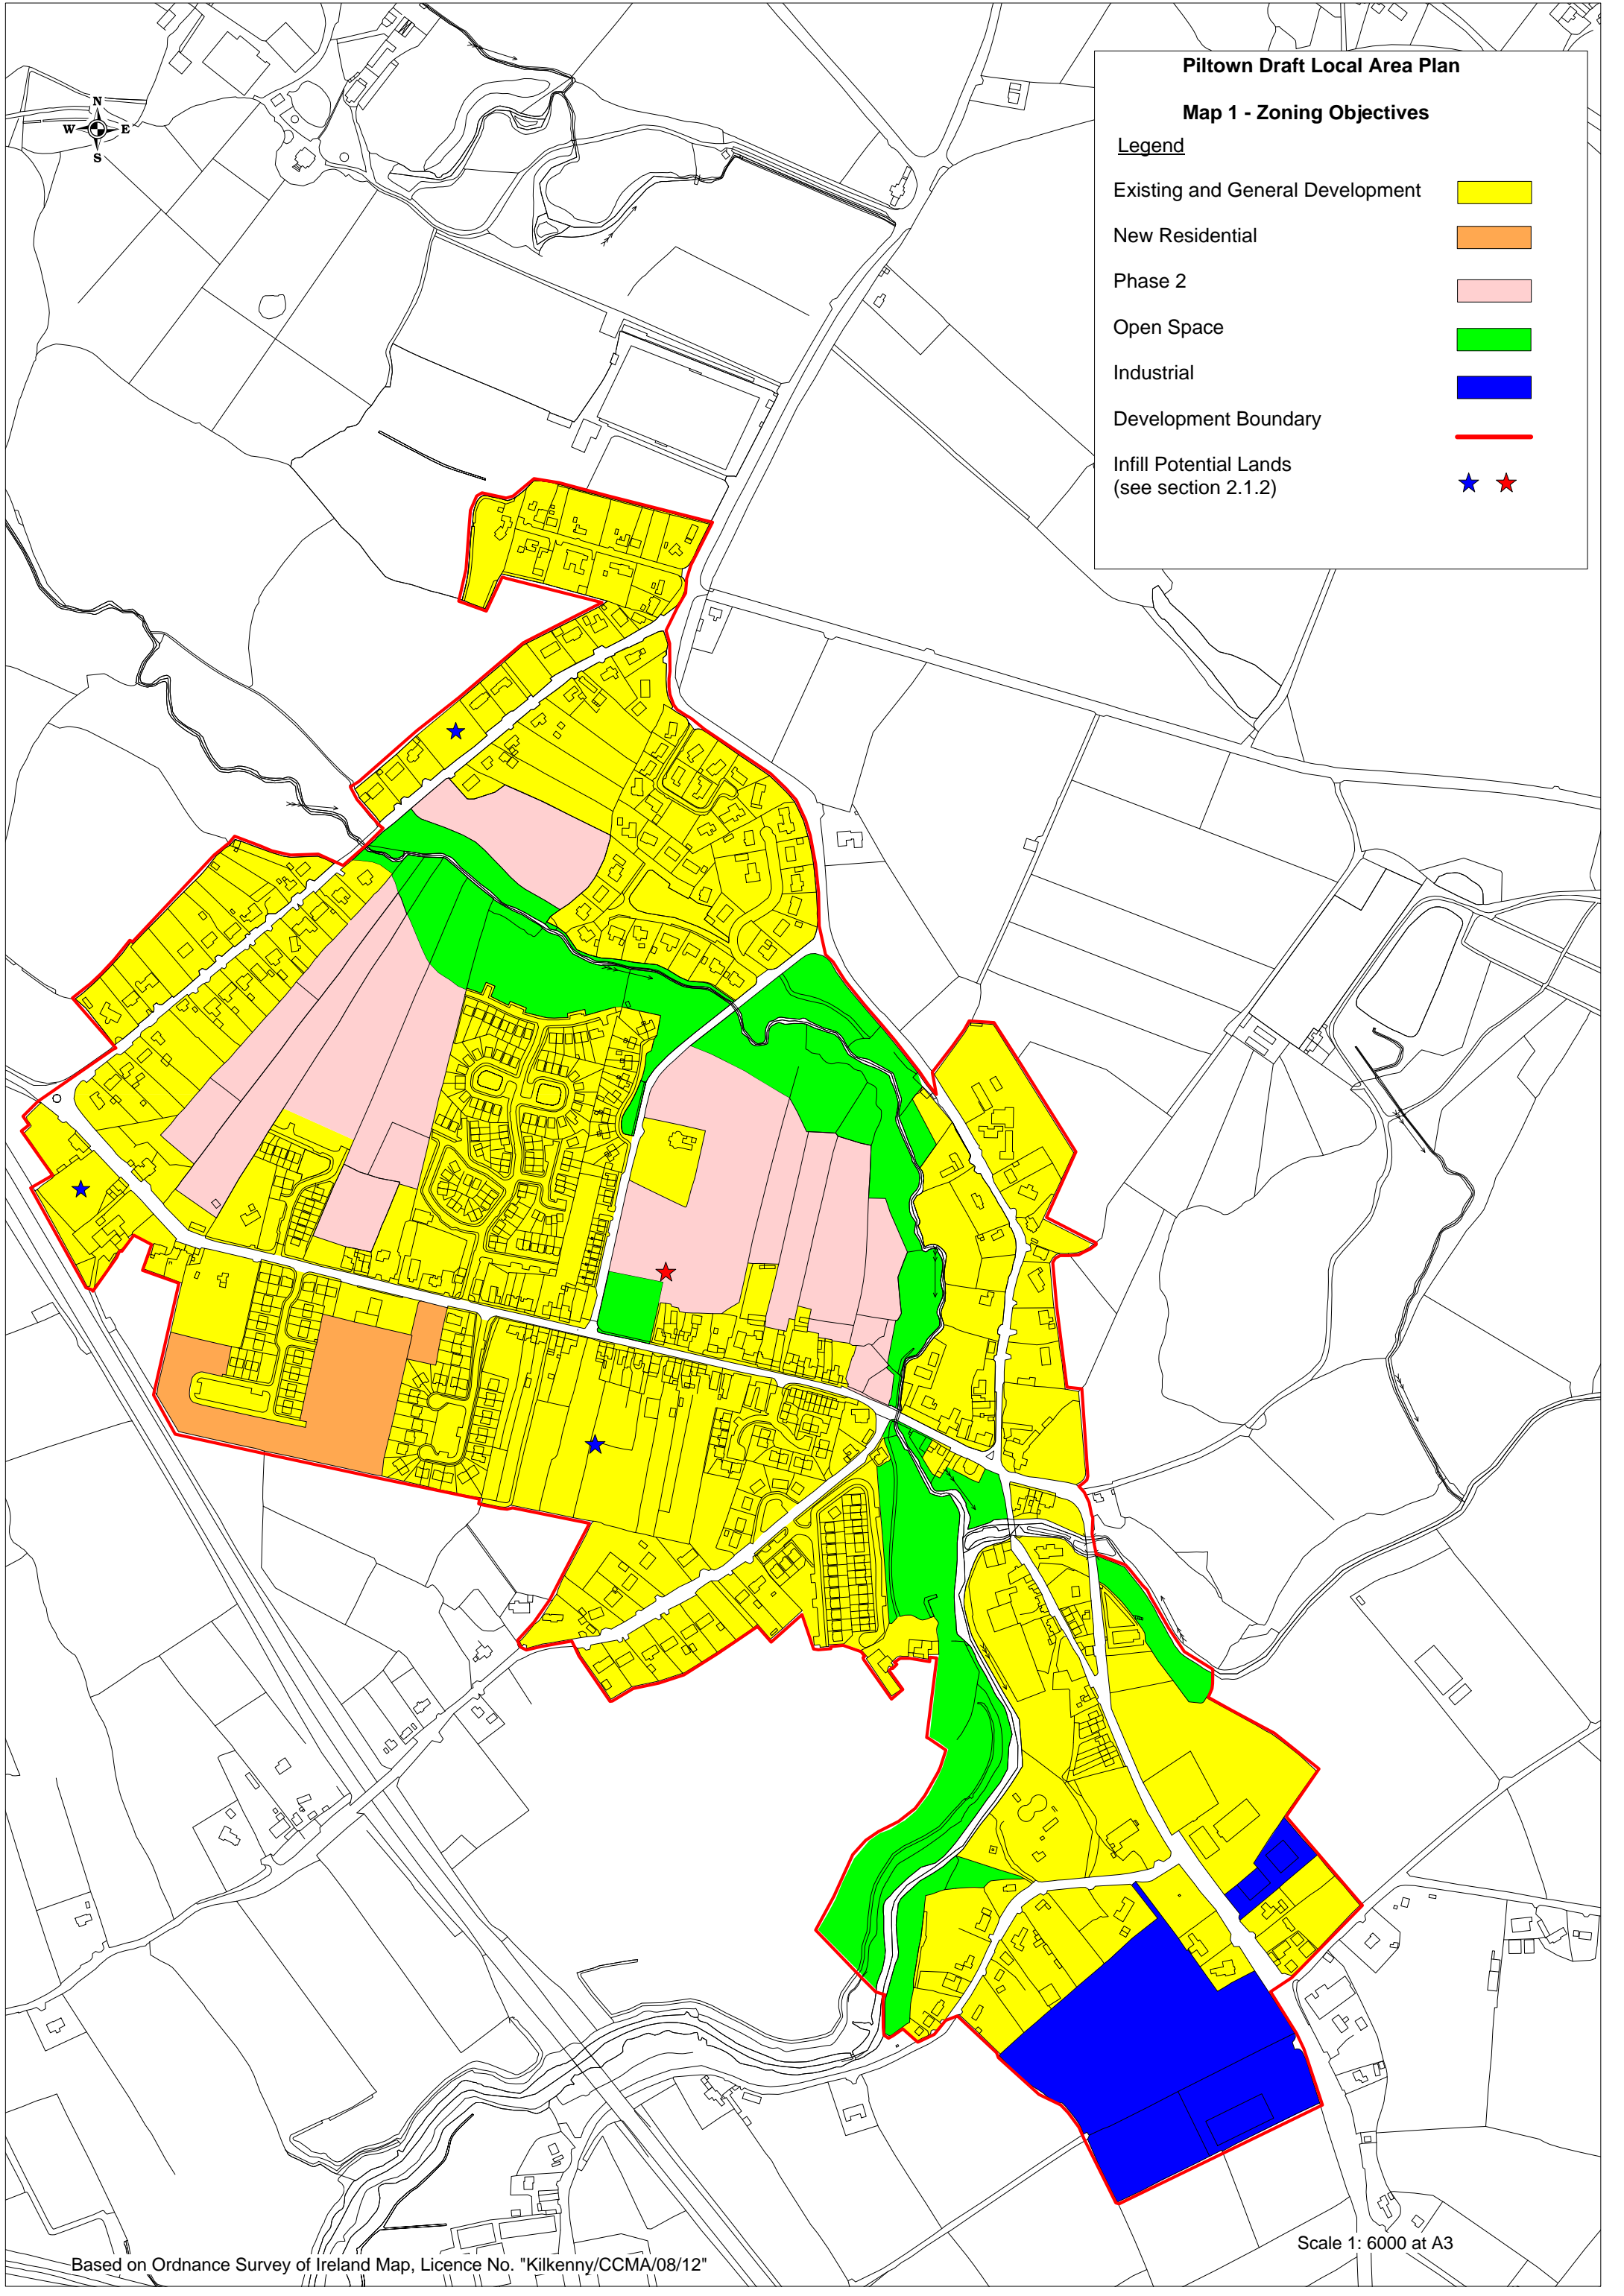 Piltown Draft Local Area Plan
Map 1 - Zoning Objectives
Legend
Existing and General Development
New Residential
Phase 2
Open Space
Industrial
Development Boundary
Infill Potential Lands
(see section 2.1.2)
N
W E
S
Scale 1: 6000 at A3
Based on Ordnance Survey of Ireland Map, Licence No. "Kilkenny/CCMA/08/12"